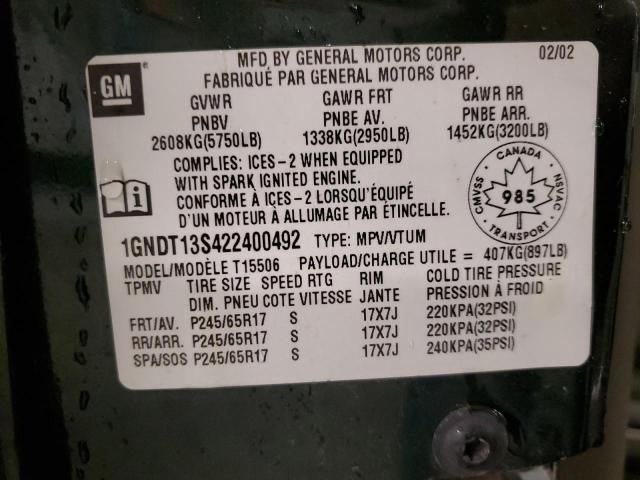 GM
MFD BY GENERAL MOTORS CORP. 02/02
FABRIQUÉ PAR GENERAL MOTORS CORP.
GVWR GAWR FRT GAWR RR
PNBV PNBE AV. PNBE ARR.
2608KG(5750LB) 1338KG(2950LB) 1452KG(3200LB)
COMPLIES: ICES-2 WHEN EQUIPPED
WITH SPARK IGNITED ENGINE.
CONFORME À ICES-2 LORSQU'ÉQUIPÉ
D'UN MOTEUR À ALLUMAGE PAR ÉTINCELLE.
CANADA
CMVSS 985 NSVAC
TRANSPORT
1GNDT13S422400492 TYPE: MPV/VTUM
MODEL/MODÈLE T15506 PAYLOAD/CHARGE UTILE = 407KG(897LB)
TPMV TIRE SIZE SPEED RTG RIM COLD TIRE PRESSURE
DIM. PNEU COTE VITESSE JANTE PRESSION À FROID
FRT/AV. P245/65R17 S 17X7J 220KPA(32PSI)
RR/ARR. P245/65R17 S 17X7J 220KPA(32PSI)
SPA/SOS P245/65R17 S 17X7J 240KPA(35PSI)